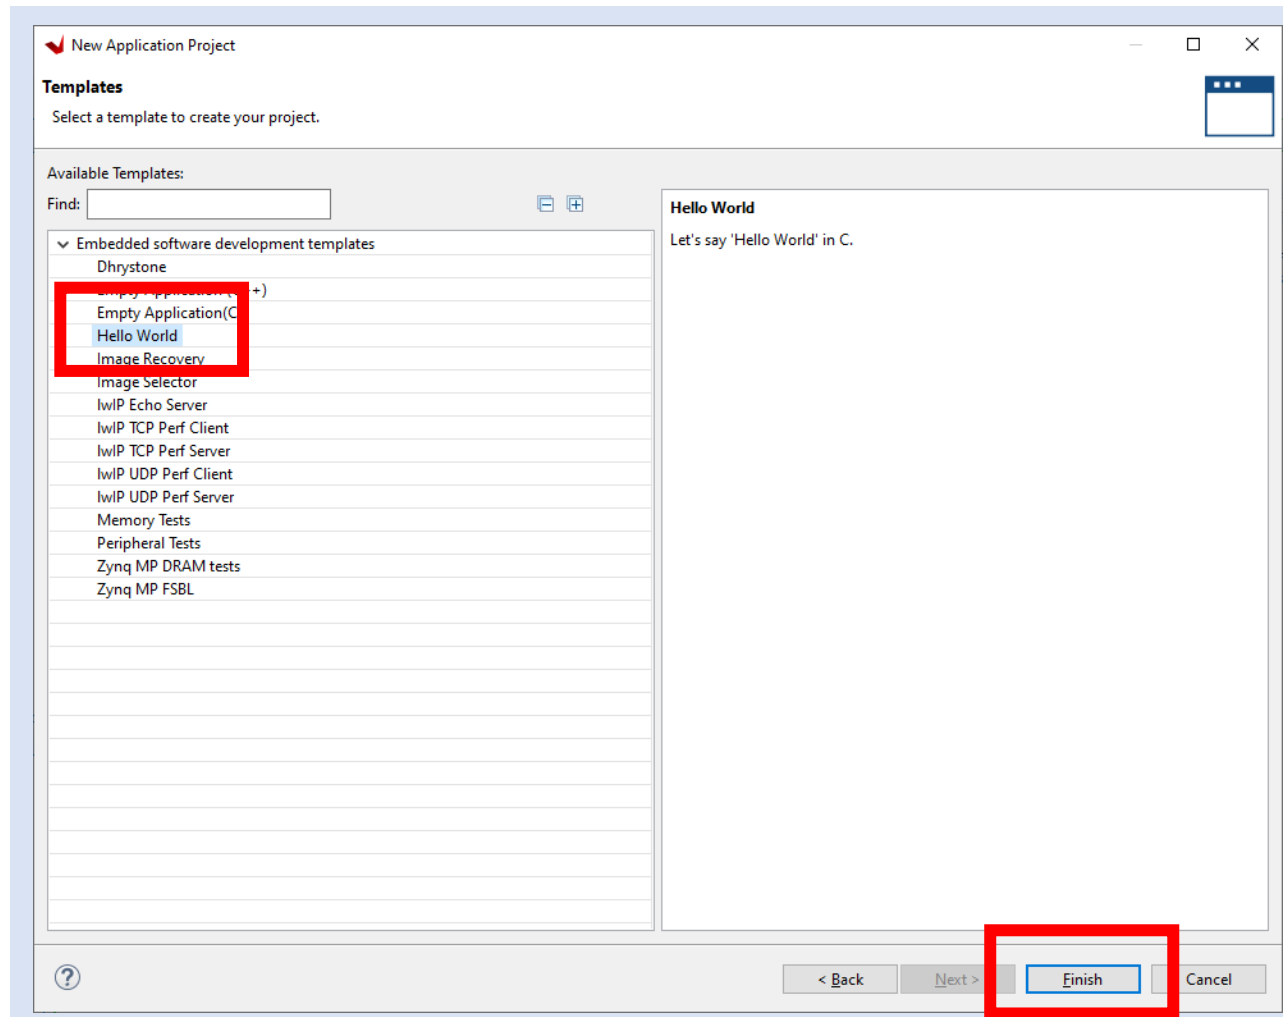 New Application Project
Templates
Select a template to create your project.
Available Templates:
Find:
Hello World
Let's say 'Hello World' in C.
Embedded software development templates
Dhrystone
Empty Application (C++)
Empty Application(C
Hello World
Image Recovery
Image Selector
lwIP Echo Server
lwIP TCP Perf Client
lwIP TCP Perf Server
lwIP UDP Perf Client
lwIP UDP Perf Server
Memory Tests
Peripheral Tests
Zynq MP DRAM tests
Zynq MP FSBL
< Back Next > Finish Cancel